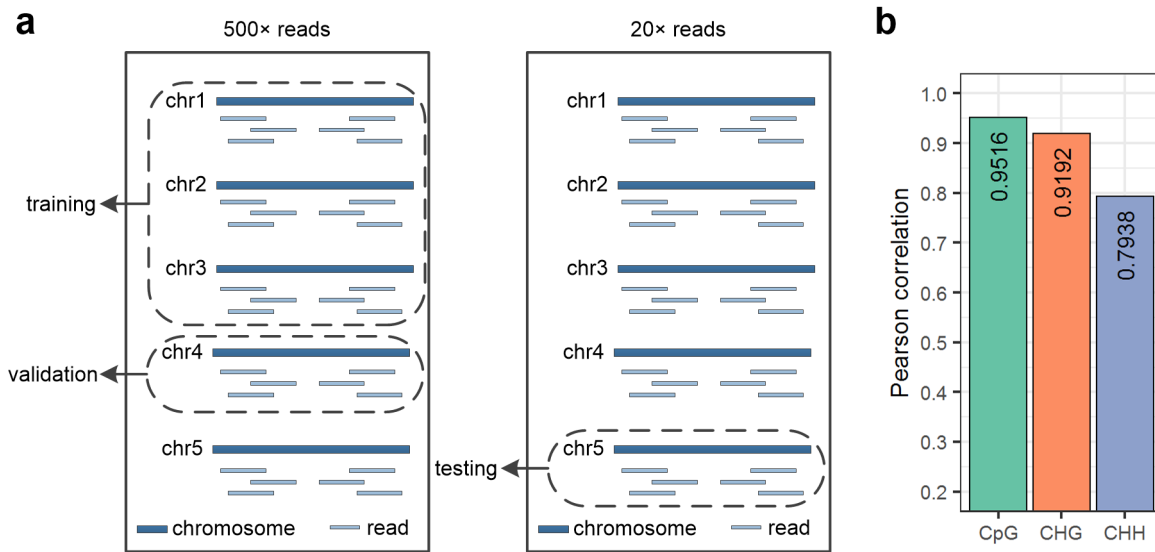 a
500× reads
chr1
chr2
chr3
chr4
chr5
training
validation
chromosome
read
20× reads
chr1
chr2
chr3
chr4
chr5
testing
chromosome
read
b
Pearson correlation
1.0
0.9
0.8
0.7
0.6
0.5
0.4
0.3
0.2
0.9516
0.9192
0.7938
CpG
CHG
CHH